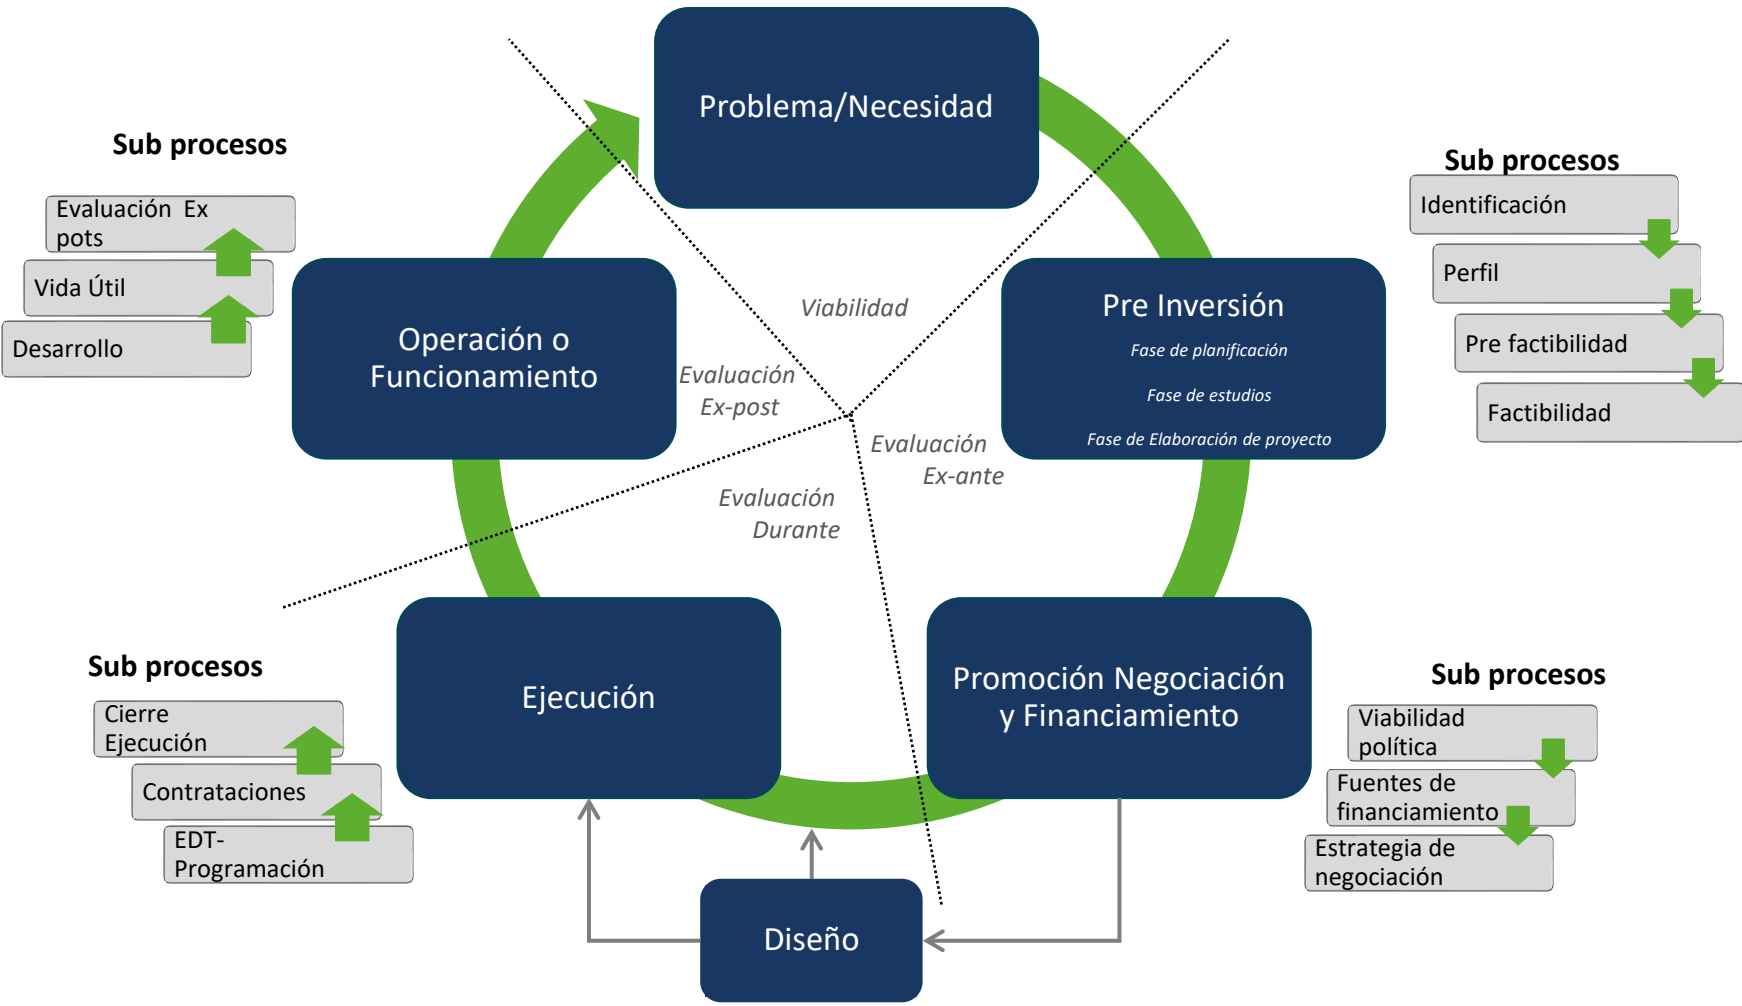 Problema/Necesidad
Sub procesos
Evaluación Ex
pots
Vida Útil
Desarrollo
Operación o
Funcionamiento
Viabilidad
Evaluación
Ex-post
Evaluación
Ex-ante
Evaluación
Durante
Pre Inversión
Fase de planificación
Fase de estudios
Fase de Elaboración de proyecto
Sub procesos
Identificación
Perfil
Pre factibilidad
Factibilidad
Sub procesos
Cierre
Ejecución
Contrataciones
EDT-
Programación
Ejecución
Promoción Negociación
y Financiamiento
Sub procesos
Viabilidad
política
Fuentes de
financiamiento
Estrategia de
negociación
Diseño